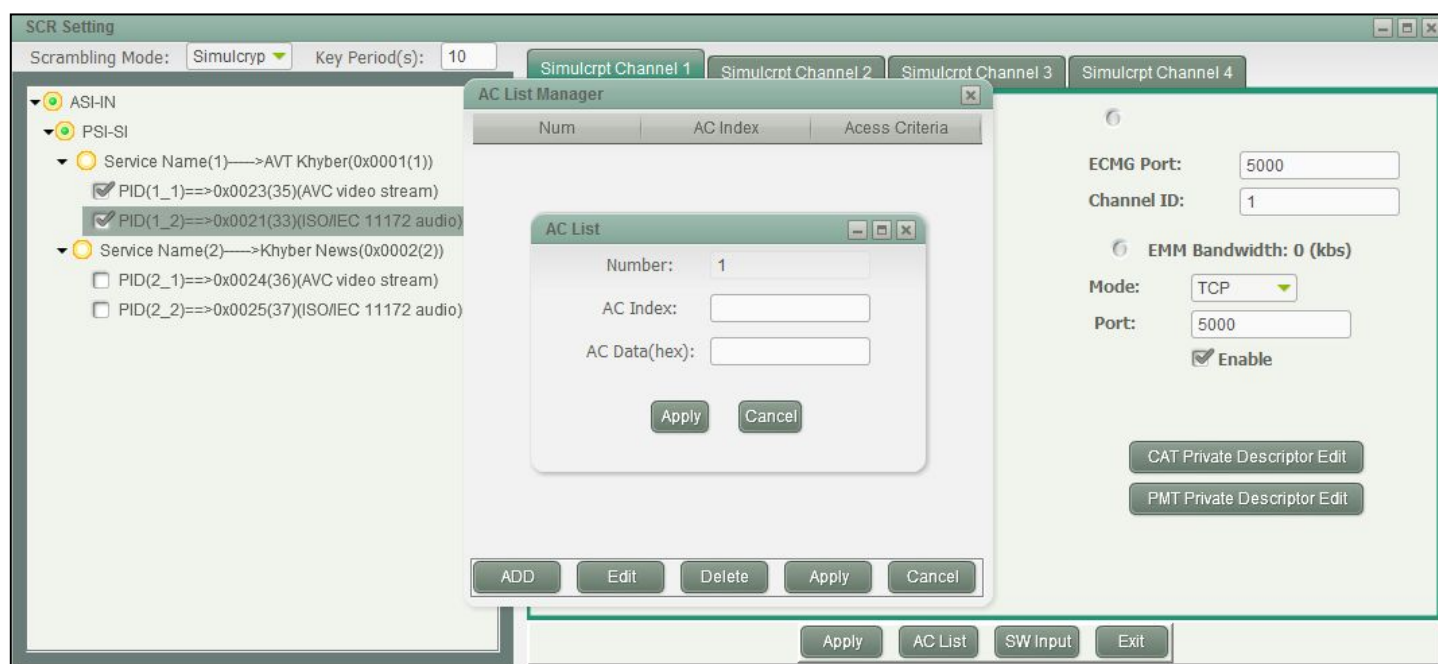 SCR Setting
Scrambling Mode: Simulcryp Key Period(s): 10
ASI-IN
PSI-SI
Service Name(1)----->AVT Khyber(0x0001(1))
PID(1_1)==>0x0023(35)(AVC video stream)
PID(1_2)==>0x0021(33)(ISO/IEC 11172 audio)
Service Name(2)----->Khyber News(0x0002(2))
PID(2_1)==>0x0024(36)(AVC video stream)
PID(2_2)==>0x0025(37)(ISO/IEC 11172 audio)
Simulcrpt Channel 1 Simulcrpt Channel 2 Simulcrpt Channel 3 Simulcrpt Channel 4
AC List Manager
Num AC Index Acess Criteria
AC List
Number: 1
AC Index:
AC Data(hex):
Apply Cancel
ADD Edit Delete Apply Cancel
ECMG Port: 5000
Channel ID: 1
EMM Bandwidth: 0 (kbs)
Mode: TCP
Port: 5000
Enable
CAT Private Descriptor Edit
PMT Private Descriptor Edit
Apply AC List SW Input Exit